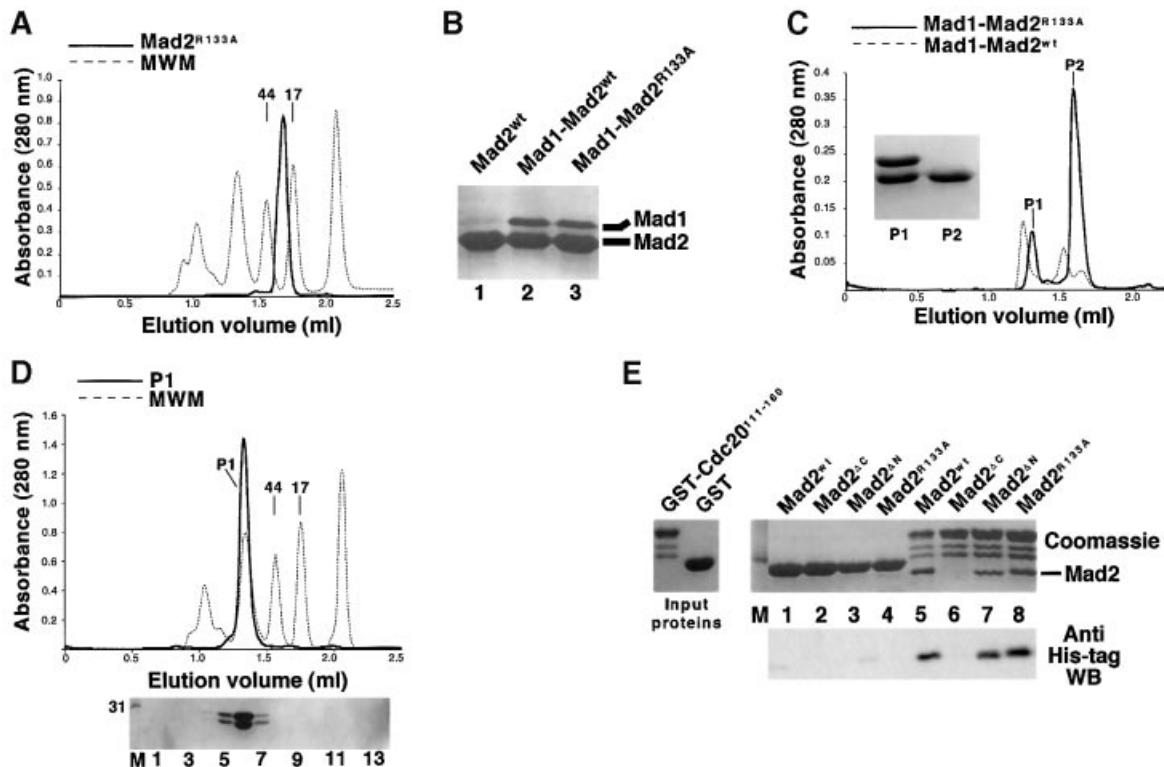 A
Mad2R133A
MWM
Absorbance (280 nm)
1.0
0.9
0.8
0.7
0.6
0.5
0.4
0.3
0.2
0.1
44 17
0 1.0 1.5 2.0 2.5
Elution volume (ml)
B
Mad2wt
Mad1-Mad2wt
Mad1-Mad2R133A
Mad1
Mad2
1 2 3
C
Mad1-Mad2R133A
Mad1-Mad2wt
Absorbance (280 nm)
0.4
0.35
0.3
0.25
0.2
0.15
0.1
0.05
0
P2
P1
P1 P2
0 1.0 1.5 2.0
Elution volume (ml)
D
P1
MWM
Absorbance (280 nm)
1.6
1.4
1.2
1.0
0.8
0.6
0.4
0.2
P1
44 17
0 1.0 1.5 2.0 2.5
Elution volume (ml)
31
M 1 3 5 7 9 11 13
E
GST-Cdc20111-160
GST
Input
proteins
Mad2wt
Mad2ΔC
Mad2ΔN
Mad2R133A
Mad2wt
Mad2ΔC
Mad2ΔN
Mad2R133A
Coomassie
Mad2
M 1 2 3 4 5 6 7 8
Anti
His-tag
WB